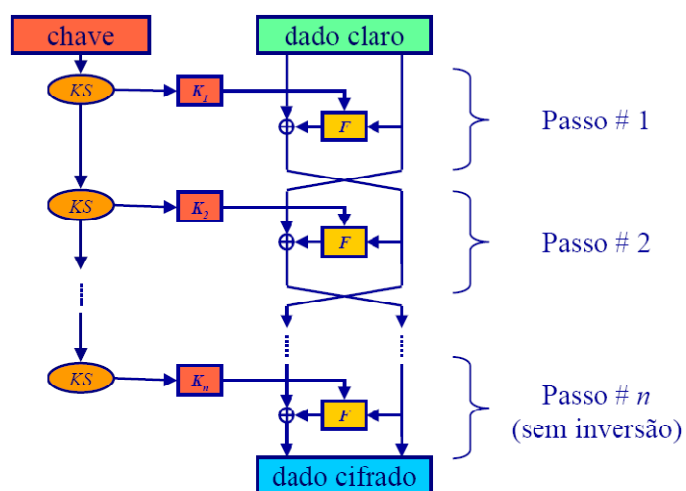 chave
dado claro
KS
K1
F
Passo # 1
KS
K2
F
Passo # 2
KS
Kn
F
Passo # n
(sem inversão)
dado cifrado